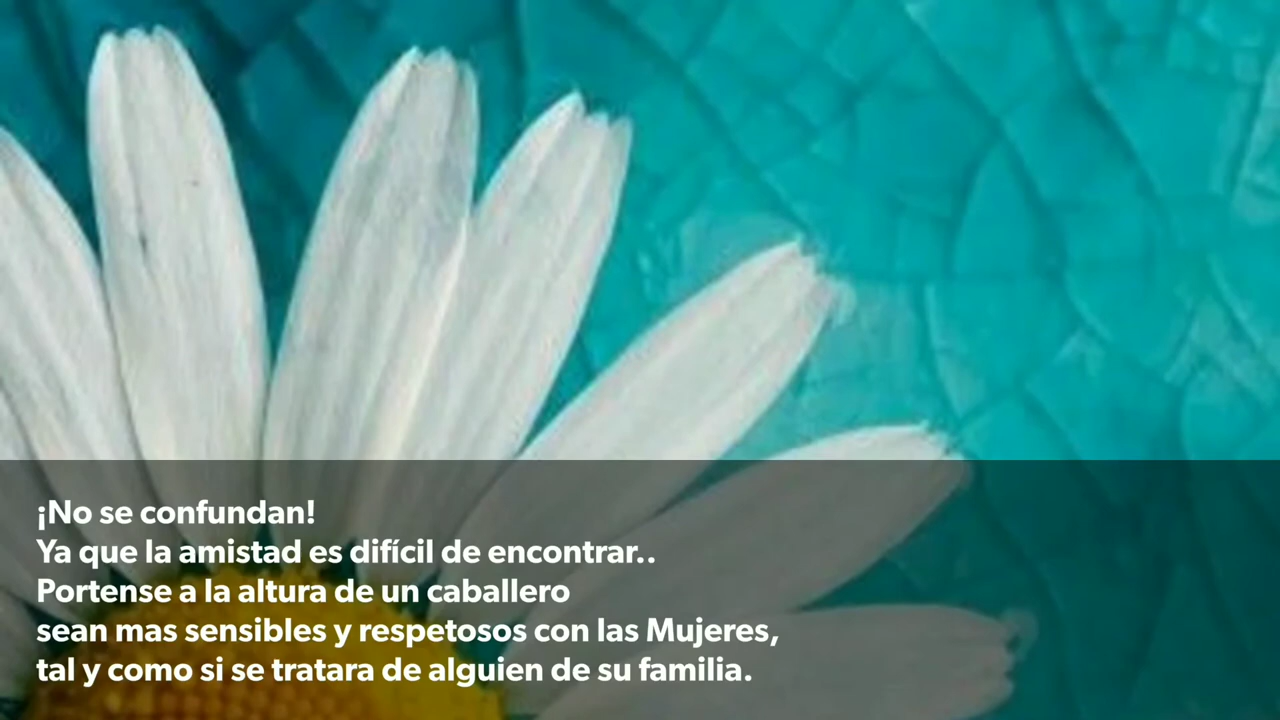 ¡No se confundan!
Ya que la amistad es difícil de encontrar..
Portense a la altura de un caballero
sean mas sensibles y respetosos con las Mujeres,
tal y como si se tratara de alguien de su familia.